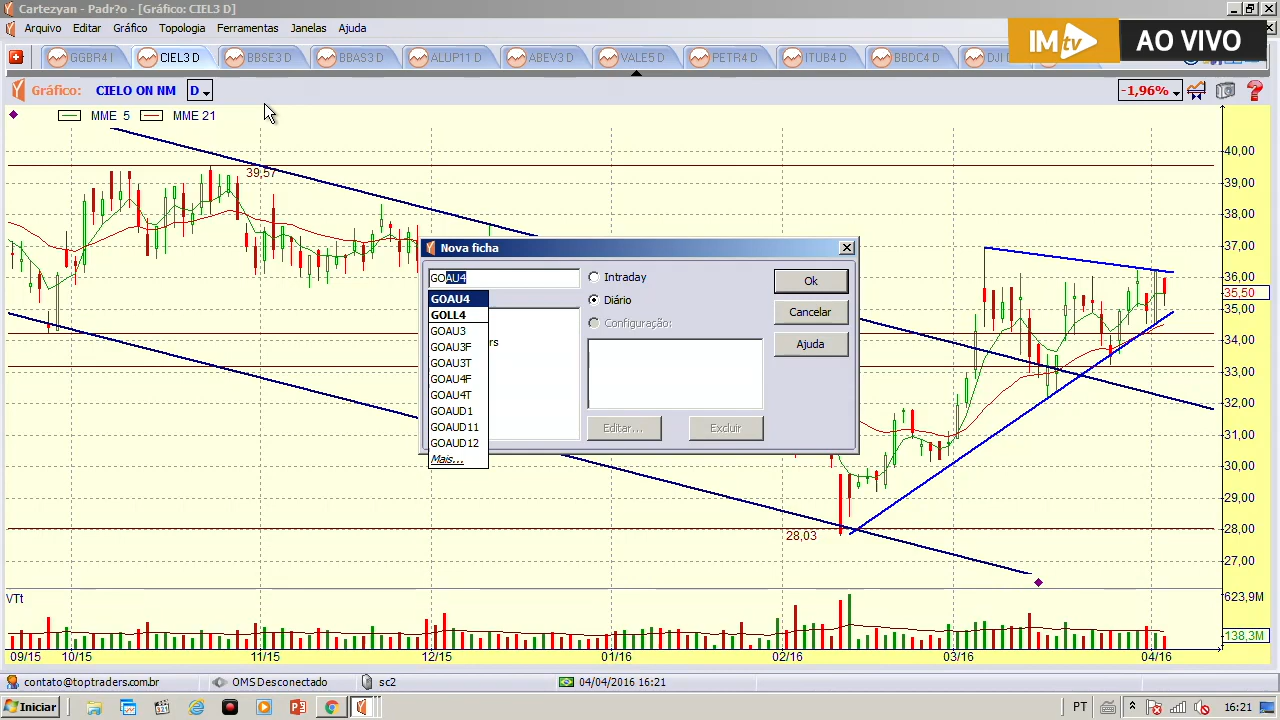 Cartezyan - Padr?o - [Gráfico: CIEL3 D]
Arquivo Editar Gráfico Topologia Ferramentas Janelas Ajuda
IM tv AO VIVO
GGBR4 I CIEL3 D BBSE3 D BBAS3 D ALUP11 D ABEV3 D VALE5 D PETR4 D ITUB4 D BBDC4 D DJI D
Gráfico: CIELO ON NM D -1,96%
MME 5 MME 21
40,00
39,57
39,00
38,00
37,00
36,00
35,50
35,00
34,00
33,00
32,00
31,00
30,00
29,00
28,00
28,03
27,00
Nova ficha
GOAU4
Intraday
Ok
GOAU4
Diário
GOLL4
Cancelar
Configuração:
GOAU3
rs
GOAU3F
Ajuda
GOAU3T
GOAU4F
GOAU4T
GOAUD1
GOAUD11
Editar...
Excluir
GOAUD12
Mais...
VTt
623,9M
138,3M
09/15 10/15 11/15 12/15 01/16 02/16 03/16 04/16
contato@toptraders.com.br OMS Desconectado sc2 04/04/2016 16:21
Iniciar PT 16:21